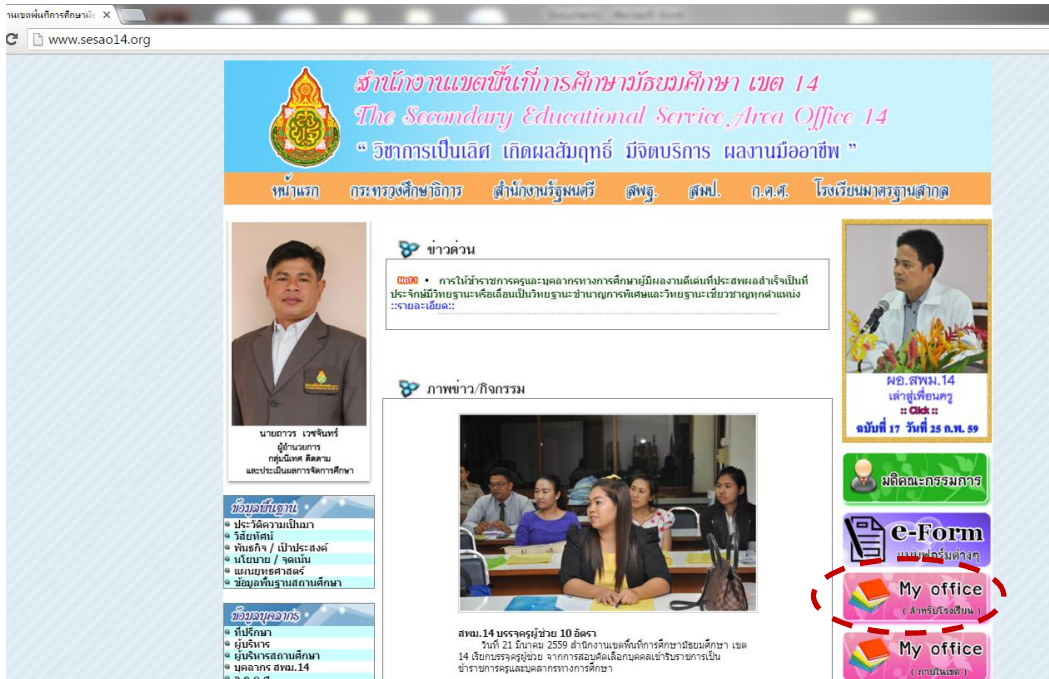 www.sesao14.org
สำนักงานเขตพื้นที่การศึกษามัธยมศึกษา เขต 14
The Secondary Educational Service Area Office 14
“ วิชาการเป็นเลิศ เกิดผลสัมฤทธิ์ มีจิตบริการ ผลงานมืออาชีพ ”
หน้าแรก กระทรวงศึกษาธิการ สำนักงานรัฐมนตรี สพฐ. สมป. ก.ค.ศ. โรงเรียนมาตรฐานสากล
นายถาวร เวชจันทร์
ผู้อำนวยการ
กลุ่มนิเทศ ติดตาม
และประเมินผลการจัดการศึกษา
ข้อมูลพื้นฐาน
ประวัติความเป็นมา
วิสัยทัศน์
พันธกิจ / เป้าประสงค์
นโยบาย / จุดเน้น
แผนยุทธศาสตร์
ข้อมูลพื้นฐานสถานศึกษา
ข้อมูลบุคลากร
ที่ปรึกษา
ผู้บริหาร
ผู้บริหารสถานศึกษา
บุคลากร สพม.14
ข่าวด่วน
• การให้ข้าราชการครูและบุคลากรทางการศึกษาผู้มีผลงานดีเด่นที่ประสพผลสำเร็จเป็นที่
ประจักษ์มีวิทยฐานะหรือเลื่อนเป็นวิทยฐานะชำนาญการพิเศษและวิทยฐานะเชี่ยวชาญทุกตำแหน่ง
::รายละเอียด::
ภาพข่าว/กิจกรรม
สพม.14 บรรจุครูผู้ช่วย 10 อัตรา
วันที่ 21 มีนาคม 2559 สำนักงานเขตพื้นที่การศึกษามัธยมศึกษา เขต
14 เรียกบรรจุครูผู้ช่วย จากการสอบคัดเลือกบุคคลเข้ารับราชการเป็น
ข้าราชการครูและบุคลากรทางการศึกษา
ผอ.สพม.14
เล่าสู่เพื่อนครู
:: Click ::
ฉบับที่ 17 วันที่ 25 ก.พ. 59
มติคณะกรรมการ
e-Form
แบบฟอร์มต่างๆ
My office
( สำหรับโรงเรียน )
My office
( ภายในเขต )